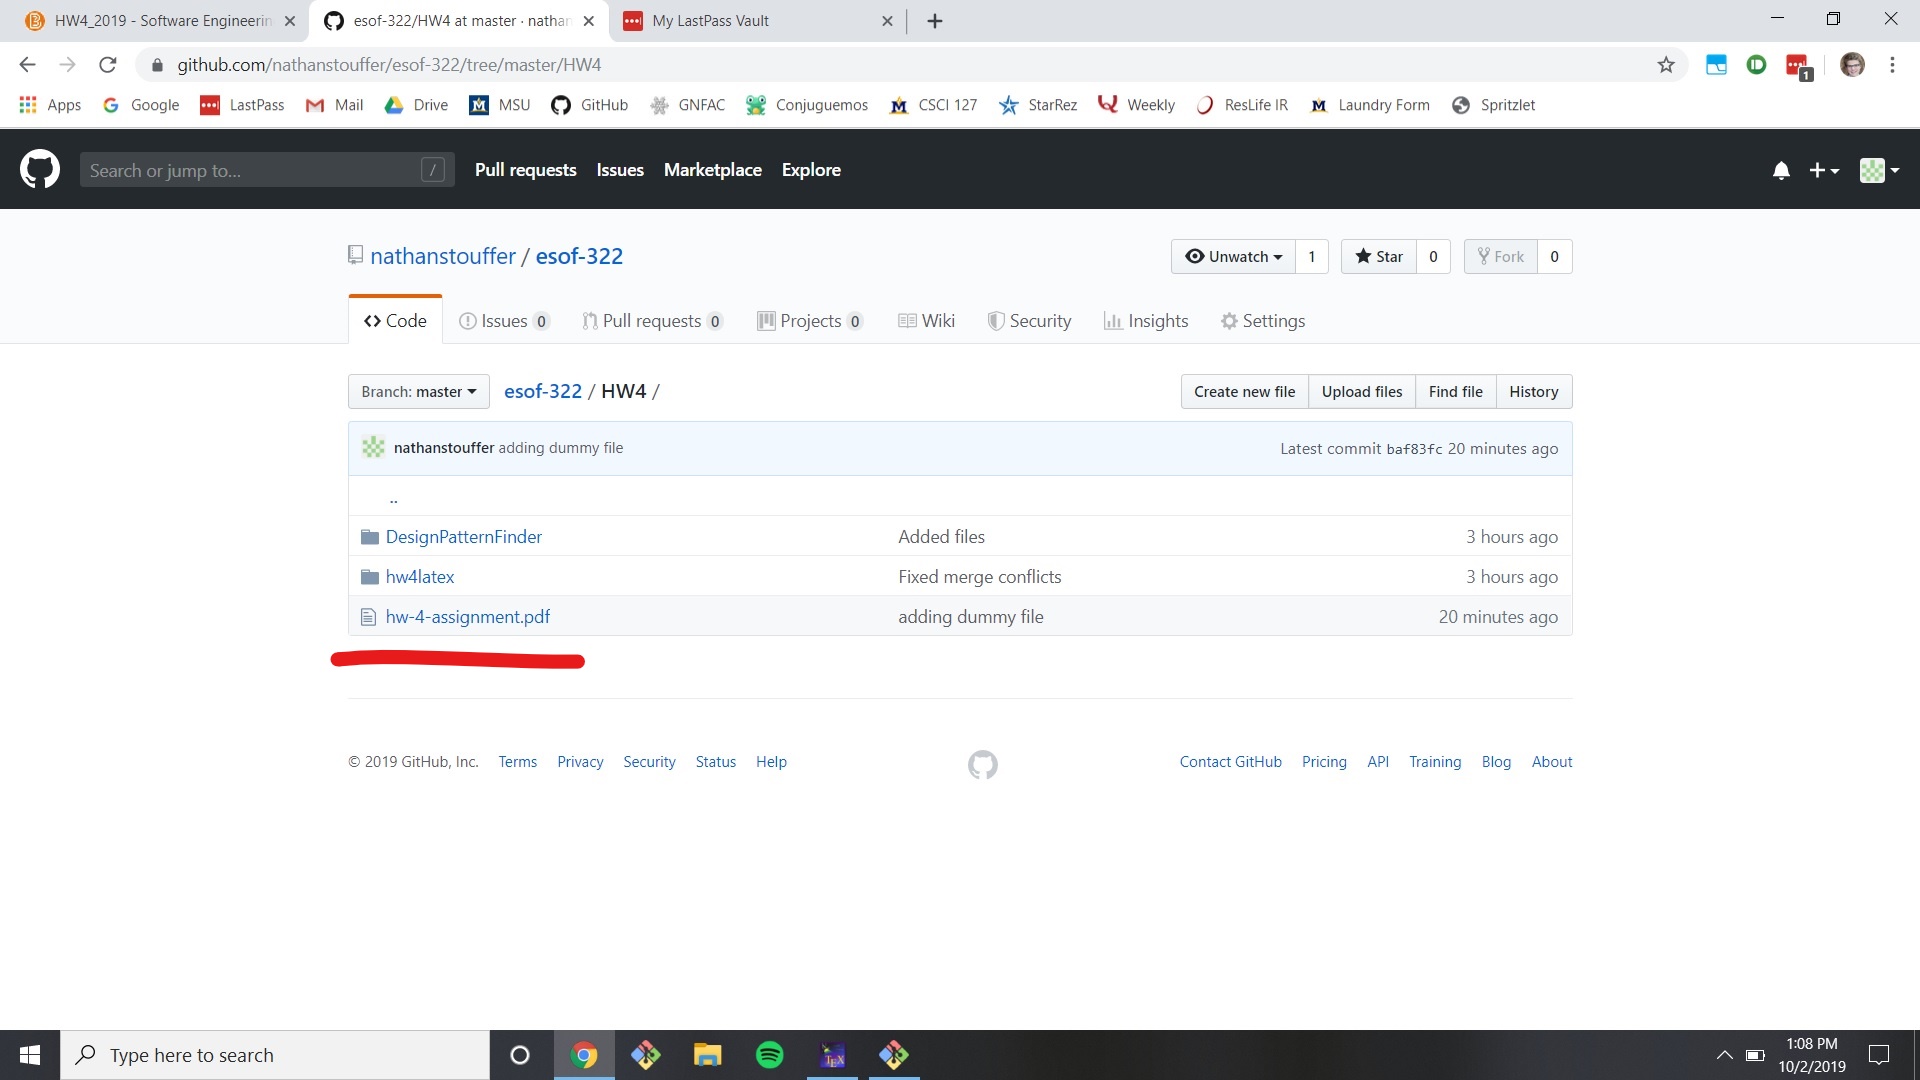 HW4_2019 - Software Engineerin
esof-322/HW4 at master · nathan
My LastPass Vault
github.com/nathanstouffer/esof-322/tree/master/HW4
1
Apps Google LastPass Mail Drive MSU GitHub GNFAC Conjuguemos CSCI 127 StarRez Weekly ResLife IR Laundry Form Spritzlet
Search or jump to... / Pull requests Issues Marketplace Explore
nathanstouffer / esof-322 Unwatch 1 Star 0 Fork 0
Code Issues 0 Pull requests 0 Projects 0 Wiki Security Insights Settings
Branch: master esof-322 / HW4 / Create new file Upload files Find file History
nathanstouffer adding dummy file Latest commit baf83fc 20 minutes ago
..
DesignPatternFinder Added files 3 hours ago
hw4latex Fixed merge conflicts 3 hours ago
hw-4-assignment.pdf adding dummy file 20 minutes ago
© 2019 GitHub, Inc. Terms Privacy Security Status Help Contact GitHub Pricing API Training Blog About
Type here to search
TEX
1:08 PM
10/2/2019